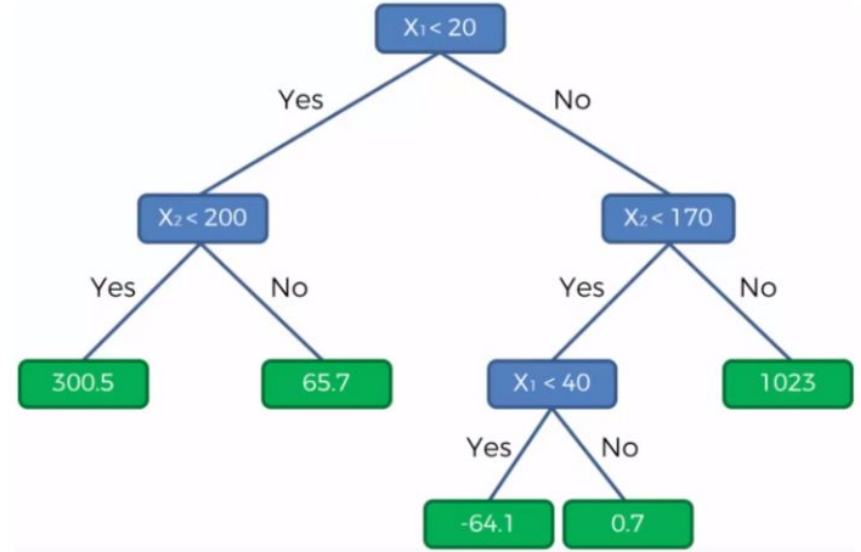 X₁ < 20
Yes
No
X₂ < 200
X₂ < 170
Yes
No
Yes
No
300.5
65.7
X₁ < 40
1023
Yes
No
-64.1
0.7